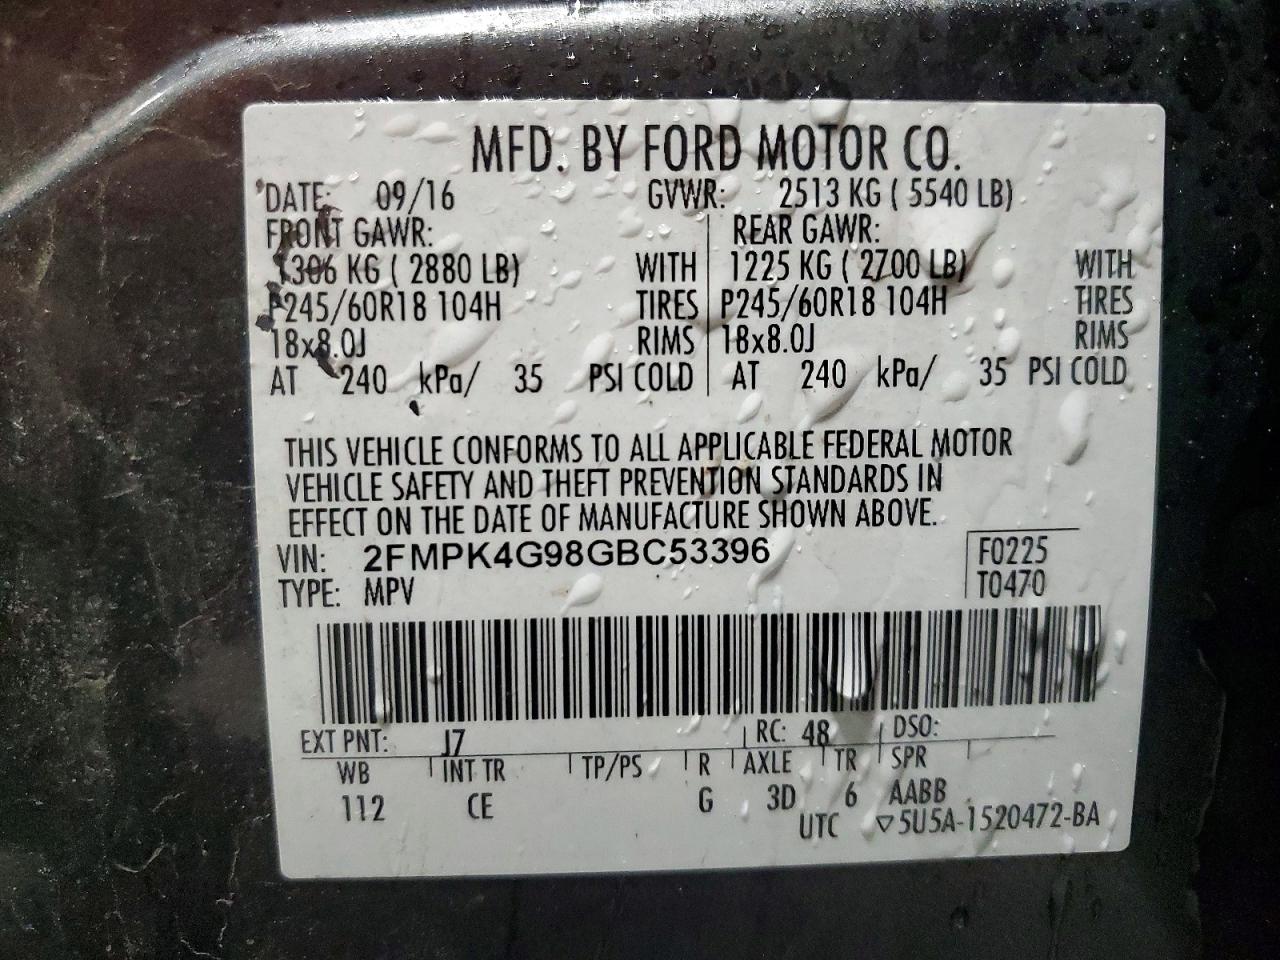 MFD. BY FORD MOTOR CO.
DATE: 09/16 GVWR: 2513 KG ( 5540 LB)
FRONT GAWR: REAR GAWR:
1306 KG ( 2880 LB) WITH 1225 KG ( 2700 LB) WITH
P245/60R18 104H TIRES P245/60R18 104H TIRES
18x8.0J RIMS 18x8.0J RIMS
AT 240 kPa/ 35 PSI COLD AT 240 kPa/ 35 PSI COLD
THIS VEHICLE CONFORMS TO ALL APPLICABLE FEDERAL MOTOR
VEHICLE SAFETY AND THEFT PREVENTION STANDARDS IN
EFFECT ON THE DATE OF MANUFACTURE SHOWN ABOVE.
VIN: 2FMPK4G98GBC53396 F0225
TYPE: MPV T0470
EXT PNT: J7 RC: 48 DSO:
WB INT TR TP/PS R AXLE TR SPR
112 CE G 3D 6 AABB
UTC ▽5U5A-1520472-BA